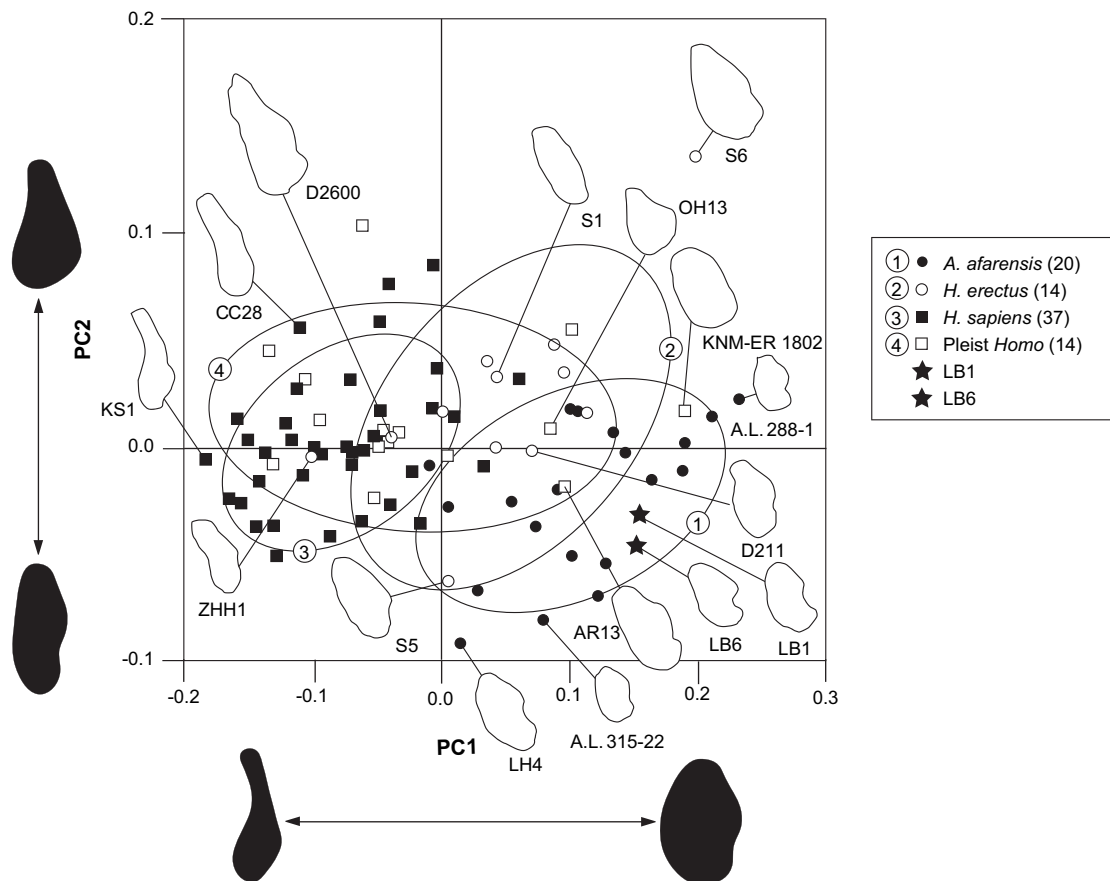 0.2
S6
D2600
S1
OH13
0.1
CC28
PC2
KNM-ER 1802
KS1
A.L. 288-1
0.0
D211
ZHH1
S5
AR13
LB6
LB1
-0.1
-0.2
-0.1
0.0
0.1
0.2
0.3
PC1
A.L. 315-22
LH4
4
2
3
1
1 A. afarensis (20)
2 H. erectus (14)
3 H. sapiens (37)
4 Pleist Homo (14)
LB1
LB6